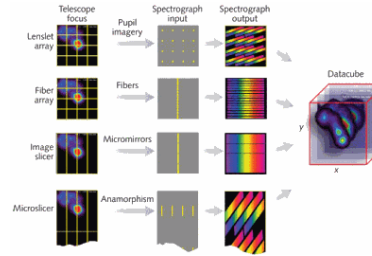 Telescope
focus
Spectrograph
input
Spectrograph
output
Lenslet
array
Pupil
imagery
Fiber
array
Fibers
Datacube
y
x
Image
slicer
Micromirrors
Microslicer
Anamorphism